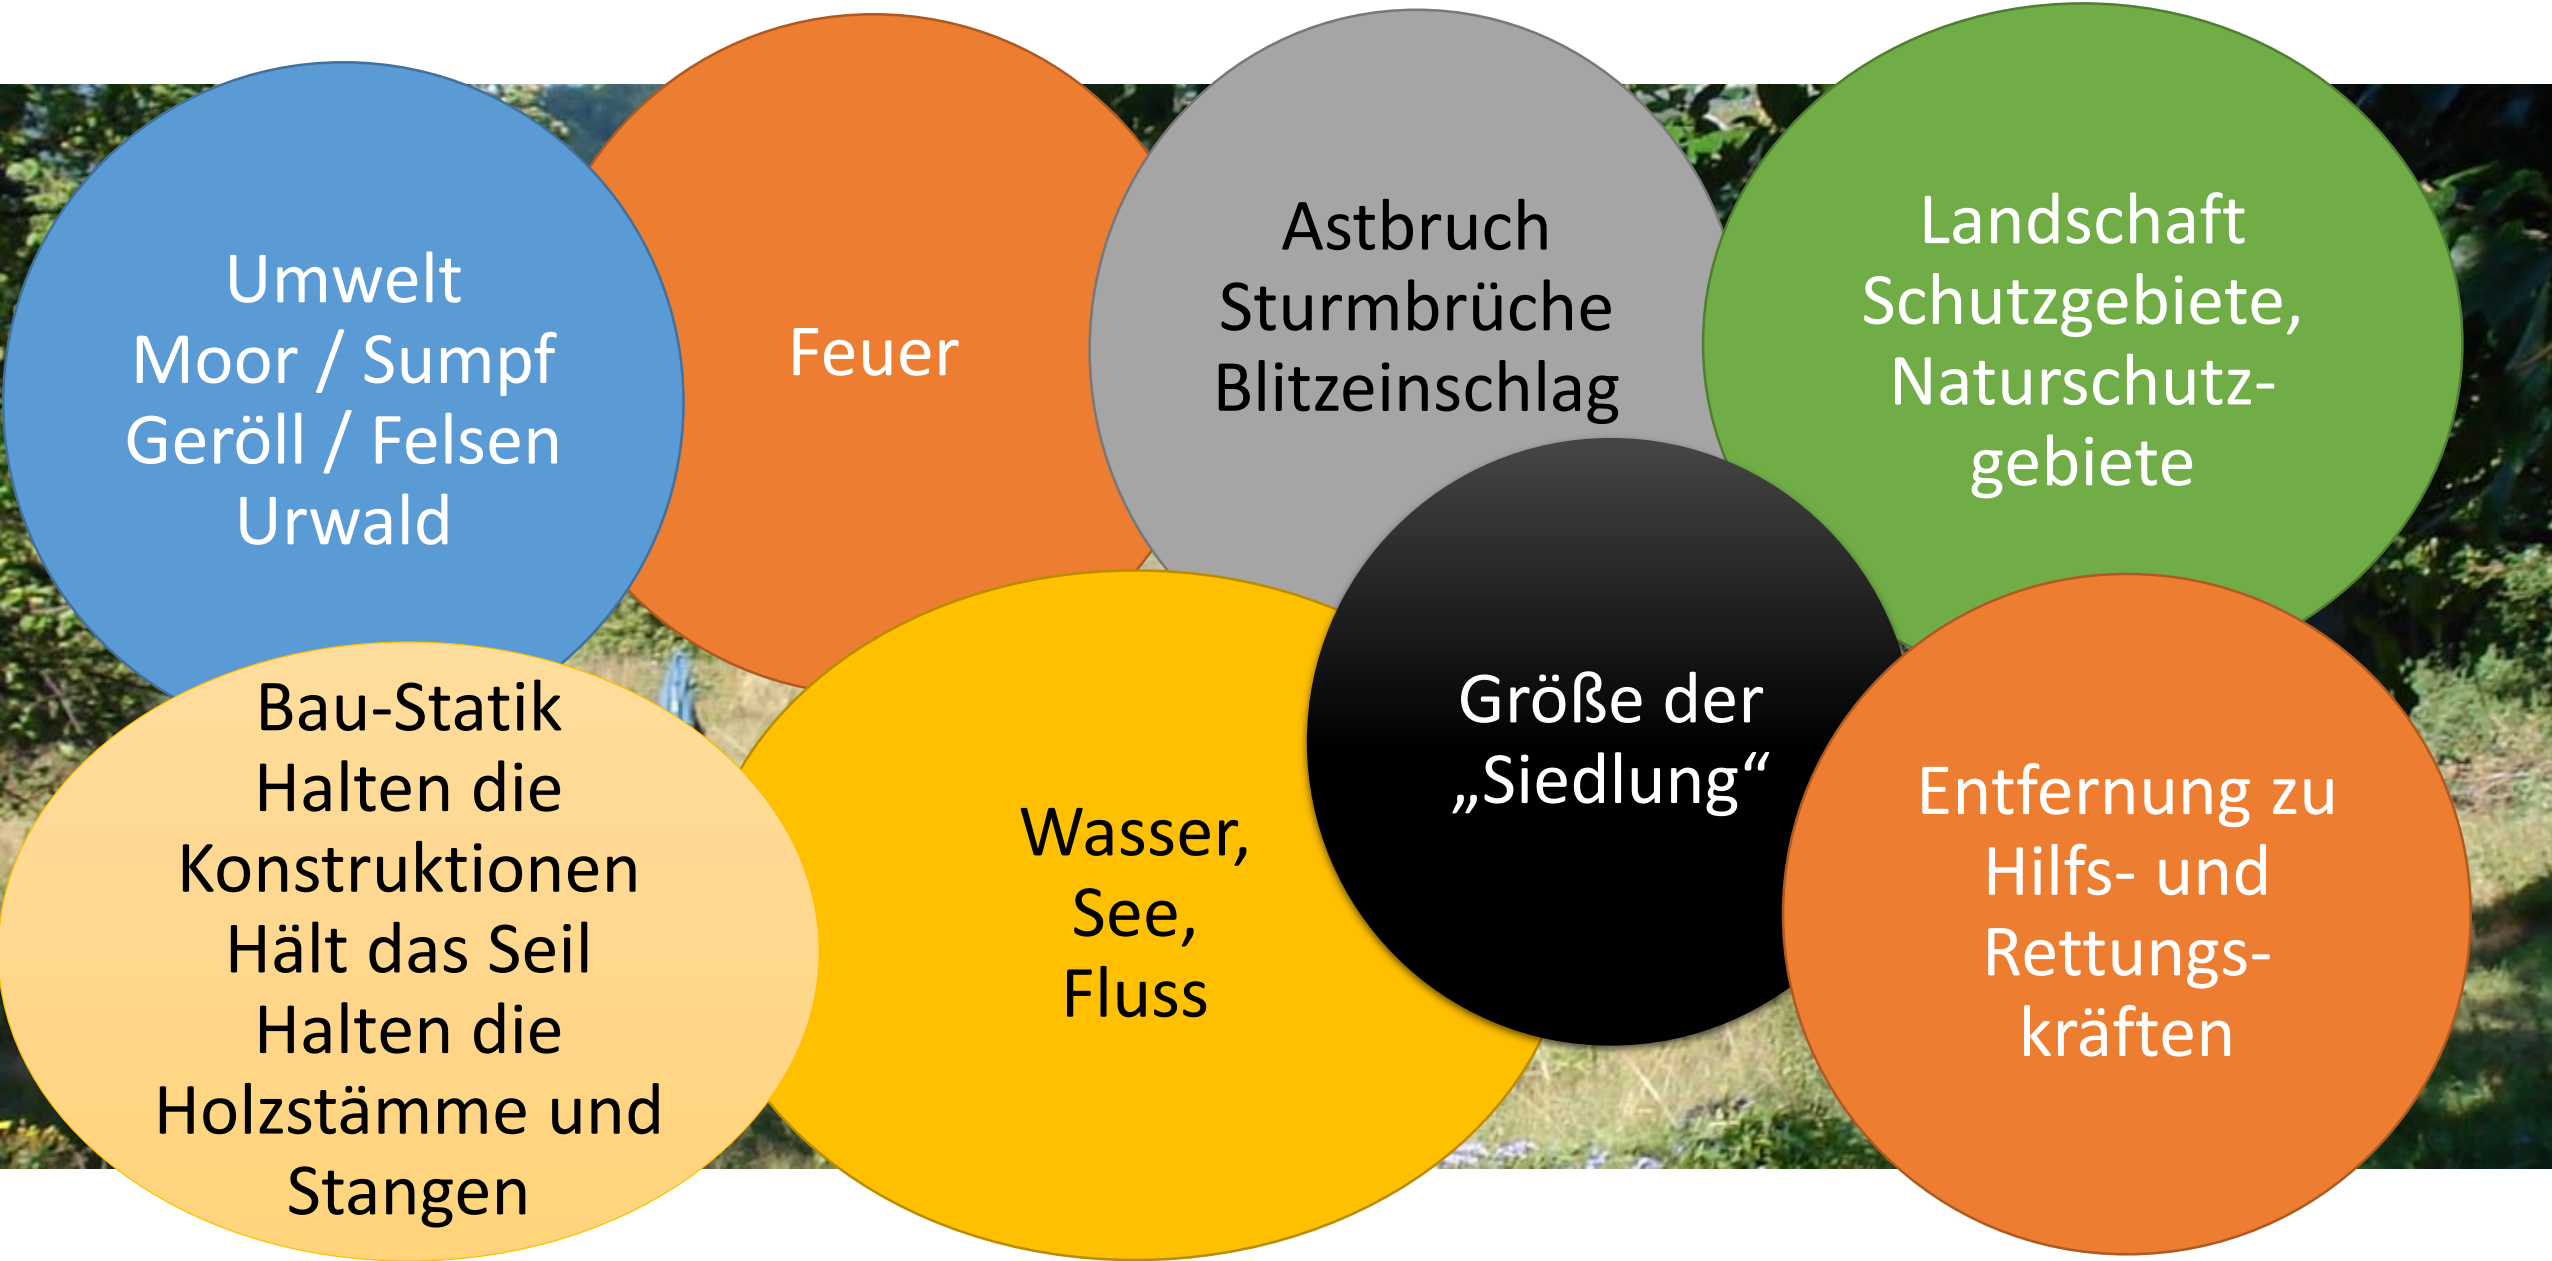 Umwelt
Moor / Sumpf
Geröll / Felsen
Urwald
Feuer
Astbruch
Sturmbrüche
Blitzeinschlag
Landschaft
Schutzgebiete,
Naturschutz-
gebiete
Bau-Statik
Halten die
Konstruktionen
Hält das Seil
Halten die
Holzstämme und
Stangen
Wasser,
See,
Fluss
Größe der
„Siedlung“
Entfernung zu
Hilfs- und
Rettungs-
kräften